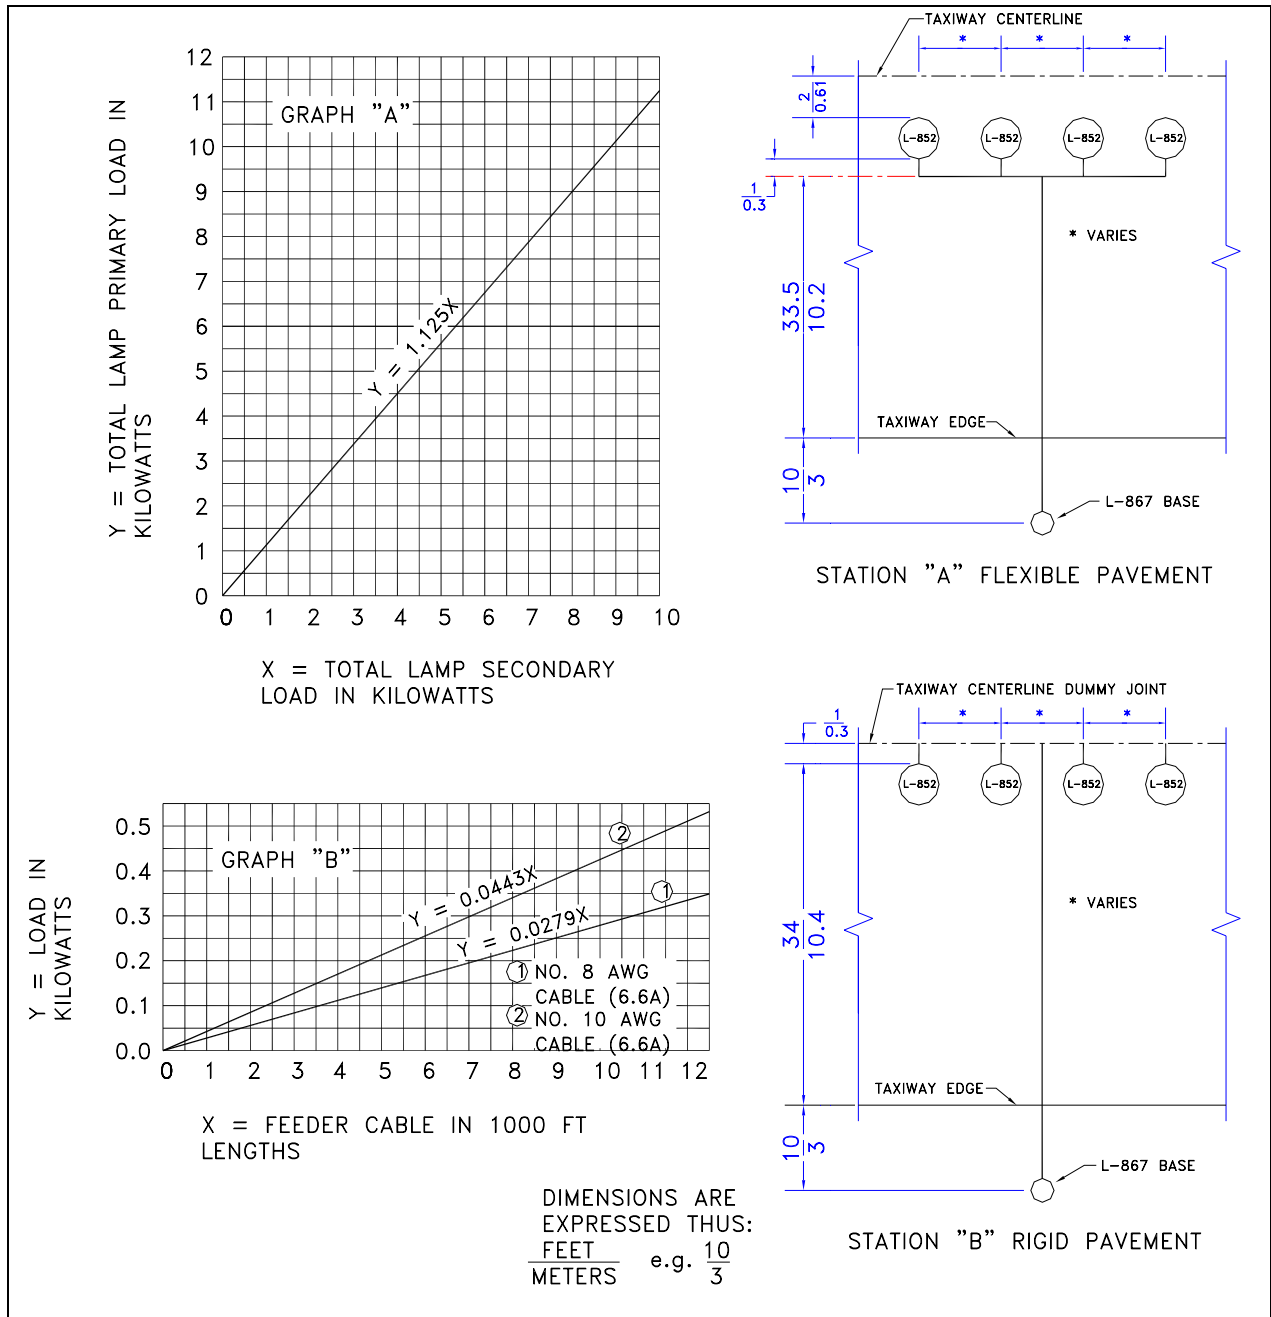 12
11
10
9
8
7
6
5
4
3
2
1
0
0 1 2 3 4 5 6 7 8 9 10
GRAPH "A"
Y = 1.125X
Y = TOTAL LAMP PRIMARY LOAD IN
KILOWATTS
X = TOTAL LAMP SECONDARY
LOAD IN KILOWATTS
TAXIWAY CENTERLINE
* * *
2
0.61
L-852 L-852 L-852 L-852
1
0.3
* VARIES
33.5
10.2
TAXIWAY EDGE
10
3
L-867 BASE
STATION "A" FLEXIBLE PAVEMENT
0.5
0.4
0.3
0.2
0.1
0.0
0 1 2 3 4 5 6 7 8 9 10 11 12
GRAPH "B"
2
1
Y = 0.0443X
Y = 0.0279X
1 NO. 8 AWG
CABLE (6.6A)
2 NO. 10 AWG
CABLE (6.6A)
Y = LOAD IN
KILOWATTS
X = FEEDER CABLE IN 1000 FT
LENGTHS
TAXIWAY CENTERLINE DUMMY JOINT
* * *
1
0.3
L-852 L-852 L-852 L-852
* VARIES
34
10.4
TAXIWAY EDGE
10
3
L-867 BASE
STATION "B" RIGID PAVEMENT
DIMENSIONS ARE
EXPRESSED THUS:
FEET
METERS
e.g. 10
3